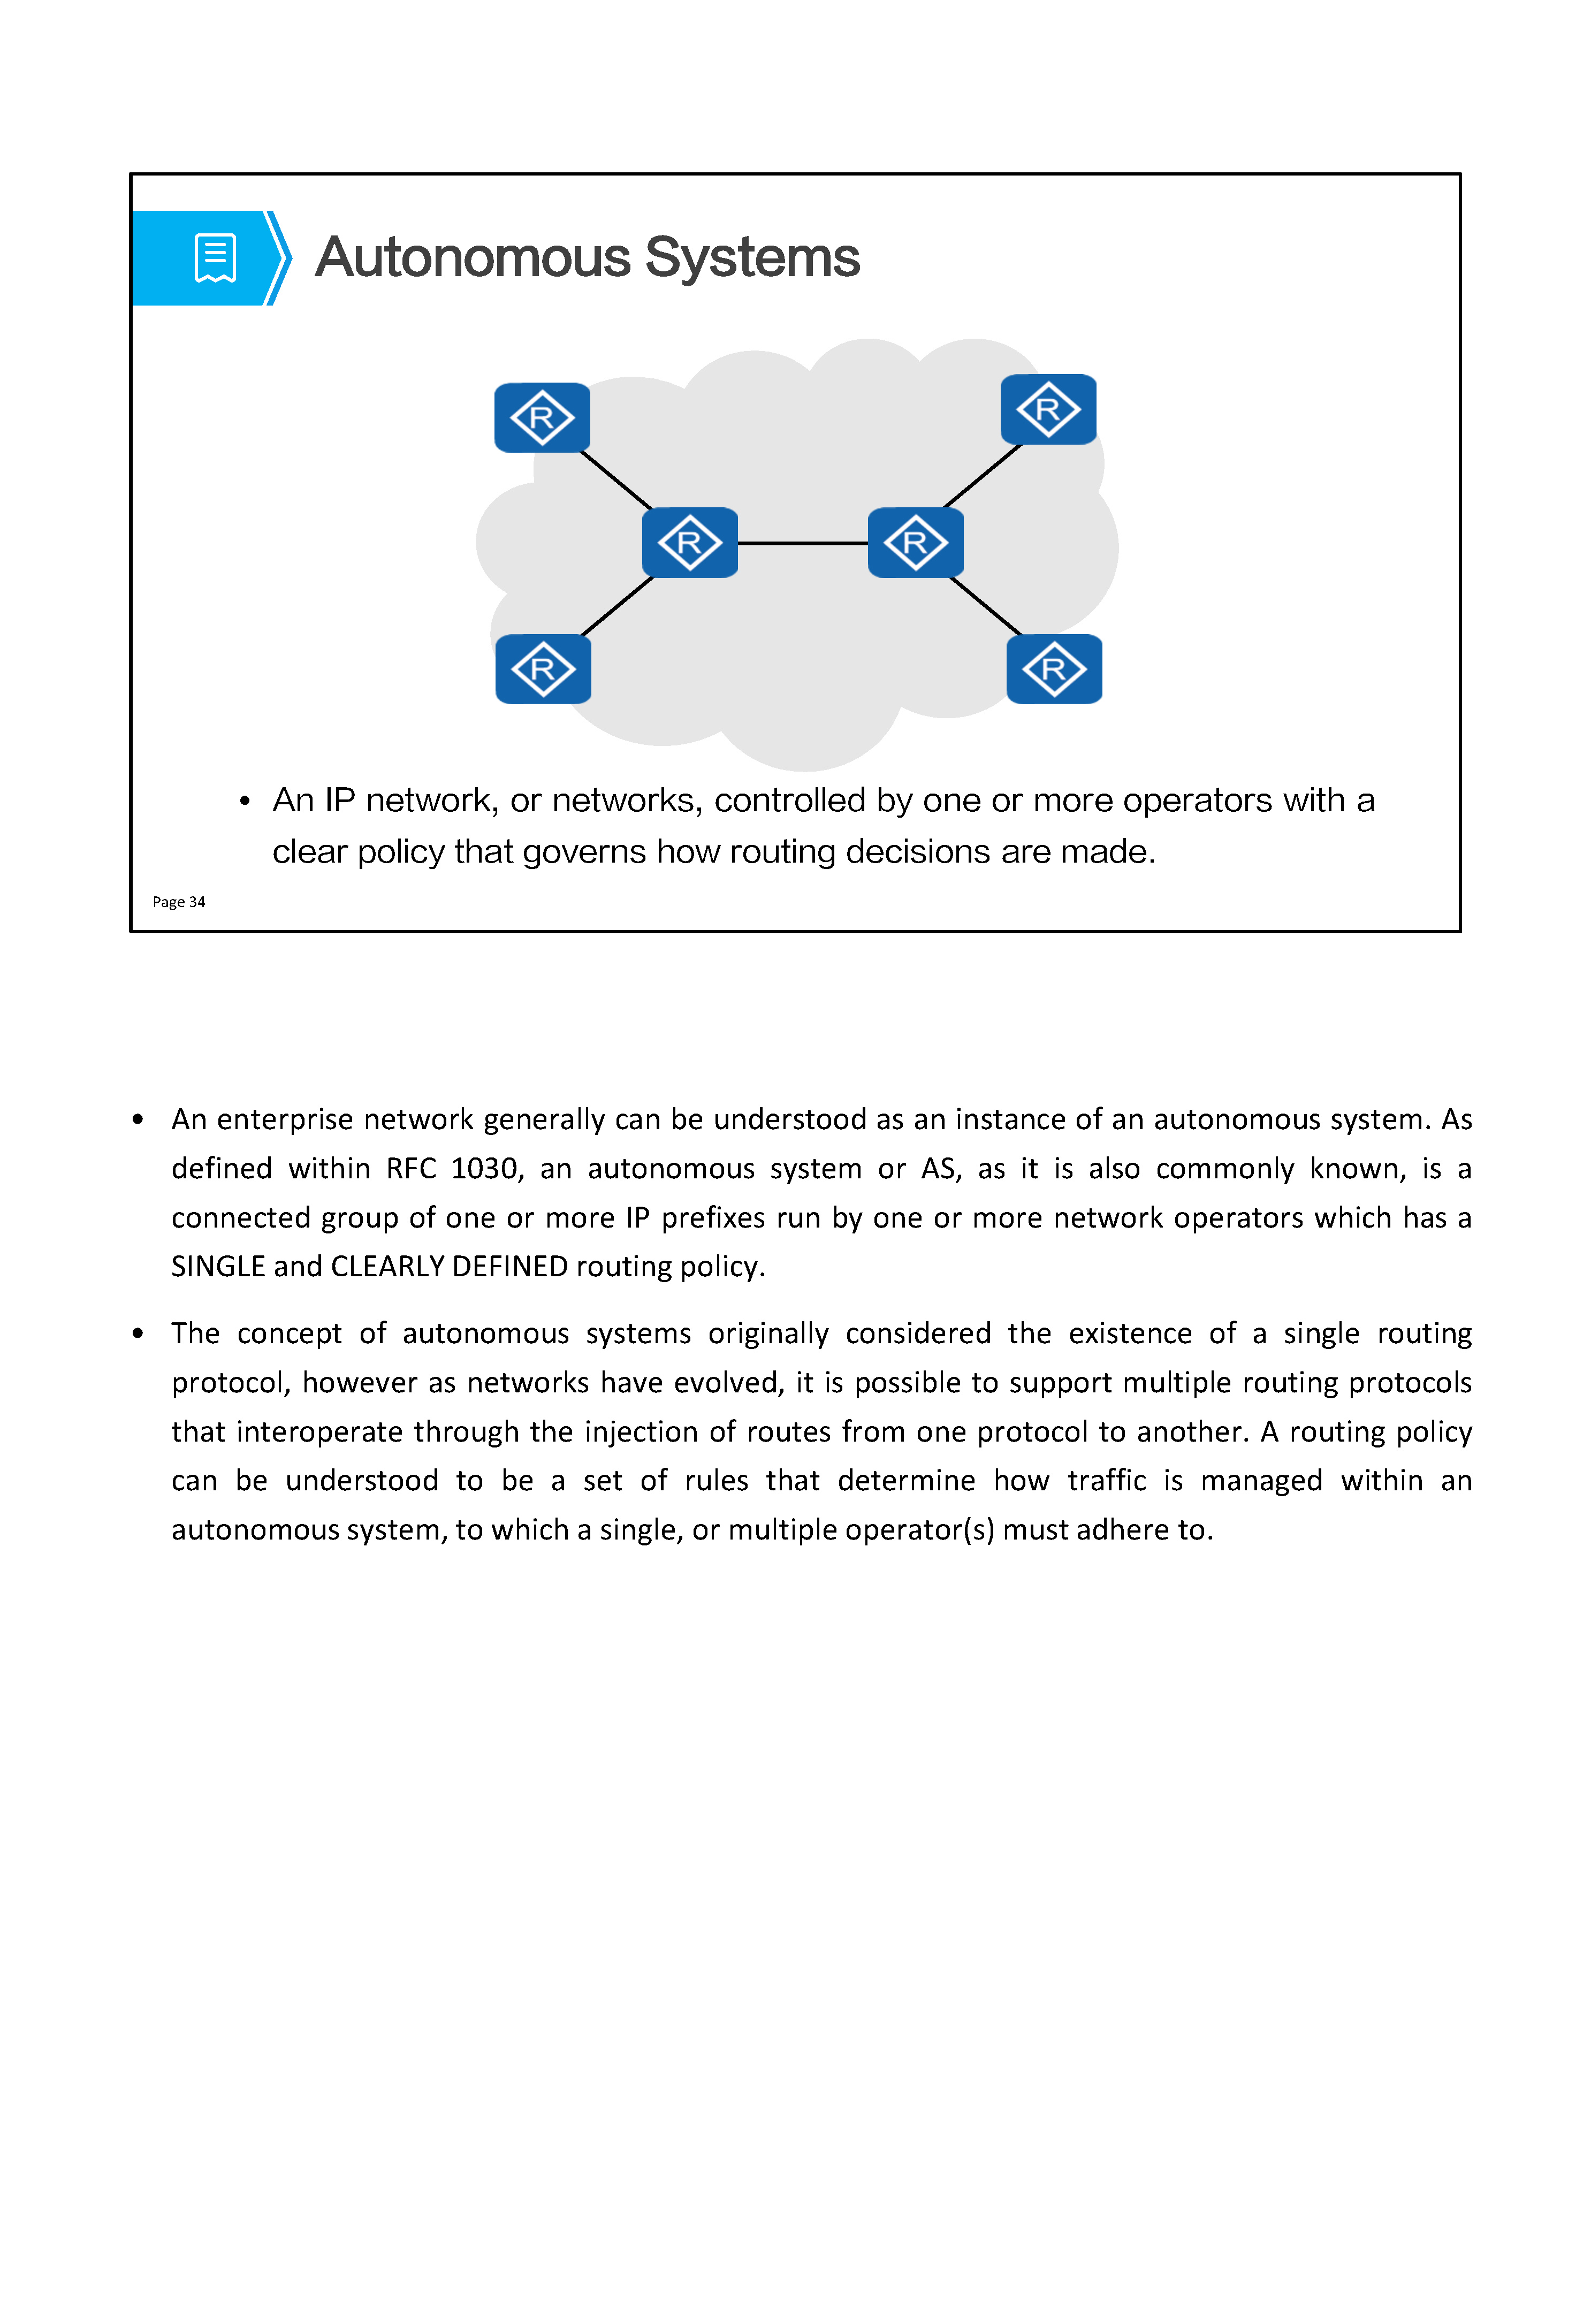 Autonomous Systems
R
R
R
R
R
R
• An IP network, or networks, controlled by one or more operators with a
clear policy that governs how routing decisions are made.
Page 34
• An enterprise network generally can be understood as an instance of an autonomous system. As
defined within RFC 1030, an autonomous system or AS, as it is also commonly known, is a
connected group of one or more IP prefixes run by one or more network operators which has a
SINGLE and CLEARLY DEFINED routing policy.
• The concept of autonomous systems originally considered the existence of a single routing
protocol, however as networks have evolved, it is possible to support multiple routing protocols
that interoperate through the injection of routes from one protocol to another. A routing policy
can be understood to be a set of rules that determine how traffic is managed within an
autonomous system, to which a single, or multiple operator(s) must adhere to.